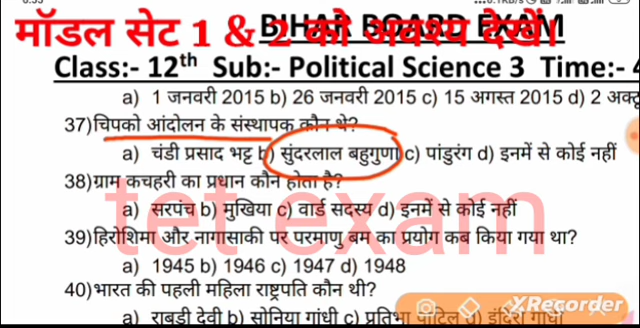 मॉडल सेट 1 & 2 को अवश्य देखें।
BIHAR BOARD EXAM
Class:- 12th Sub:- Political Science 3 Time:-
a) 1 जनवरी 2015 b) 26 जनवरी 2015 c) 15 अगस्त 2015 d) 2
37)चिपको आंदोलन के संस्थापक कौन थे?
a) चंडी प्रसाद भट्ट b) सुंदरलाल बहुगुणा c) पांडुरंग d) इनमें से कोई नहीं
38)ग्राम कचहरी का प्रधान कौन होता है?
a) सरपंच b) मुखिया c) वार्ड सदस्य d) इनमें से कोई नहीं
tet exam
39)हिरोशिमा और नागासाकी पर परमाणु बम का प्रयोग कब किया गया था?
a) 1945 b) 1946 c) 1947 d) 1948
40)भारत की पहली महिला राष्ट्रपति कौन थी?
XRecorder
a) राबड़ी देवी b) सोनिया गांधी c) प्रतिभा पाटिल d) इंदिरा गांधी